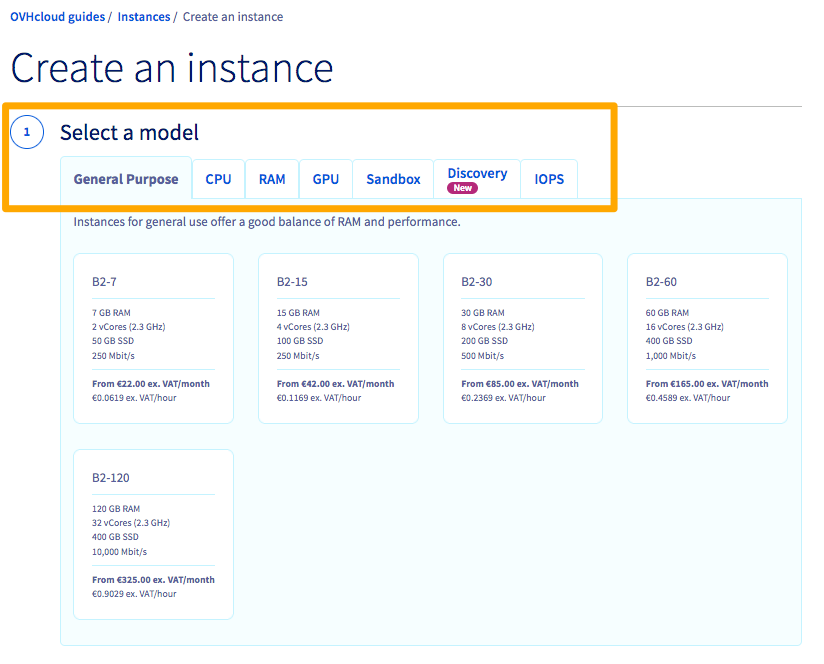 OVHcloud guides / Instances / Create an instance
Create an instance
1 Select a model
General Purpose CPU RAM GPU Sandbox Discovery New IOPS
Instances for general use offer a good balance of RAM and performance.
B2-7
7 GB RAM
2 vCores (2.3 GHz)
50 GB SSD
250 Mbit/s
From €22.00 ex. VAT/month
€0.0619 ex. VAT/hour
B2-15
15 GB RAM
4 vCores (2.3 GHz)
100 GB SSD
250 Mbit/s
From €42.00 ex. VAT/month
€0.1169 ex. VAT/hour
B2-30
30 GB RAM
8 vCores (2.3 GHz)
200 GB SSD
500 Mbit/s
From €85.00 ex. VAT/month
€0.2369 ex. VAT/hour
B2-60
60 GB RAM
16 vCores (2.3 GHz)
400 GB SSD
1,000 Mbit/s
From €165.00 ex. VAT/month
€0.4589 ex. VAT/hour
B2-120
120 GB RAM
32 vCores (2.3 GHz)
400 GB SSD
10,000 Mbit/s
From €325.00 ex. VAT/month
€0.9029 ex. VAT/hour